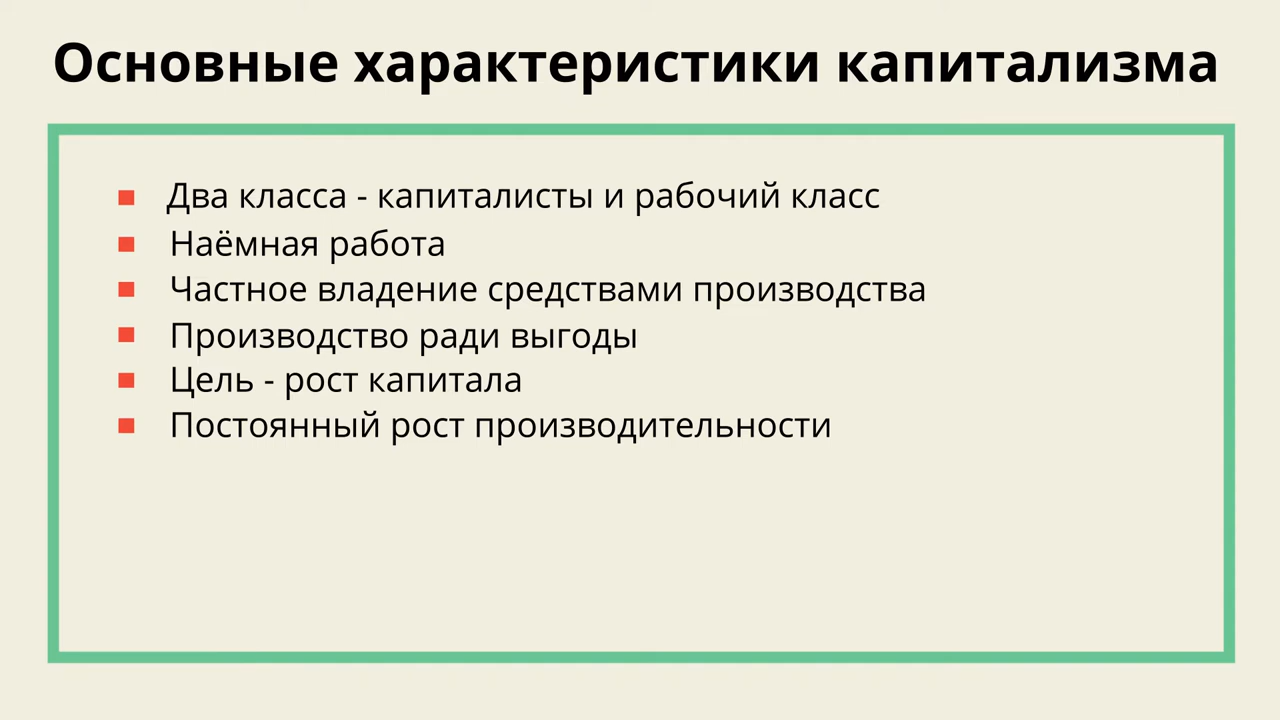 Основные характеристики капитализма
Два класса - капиталисты и рабочий класс
Наёмная работа
Частное владение средствами производства
Производство ради выгоды
Цель - рост капитала
Постоянный рост производительности